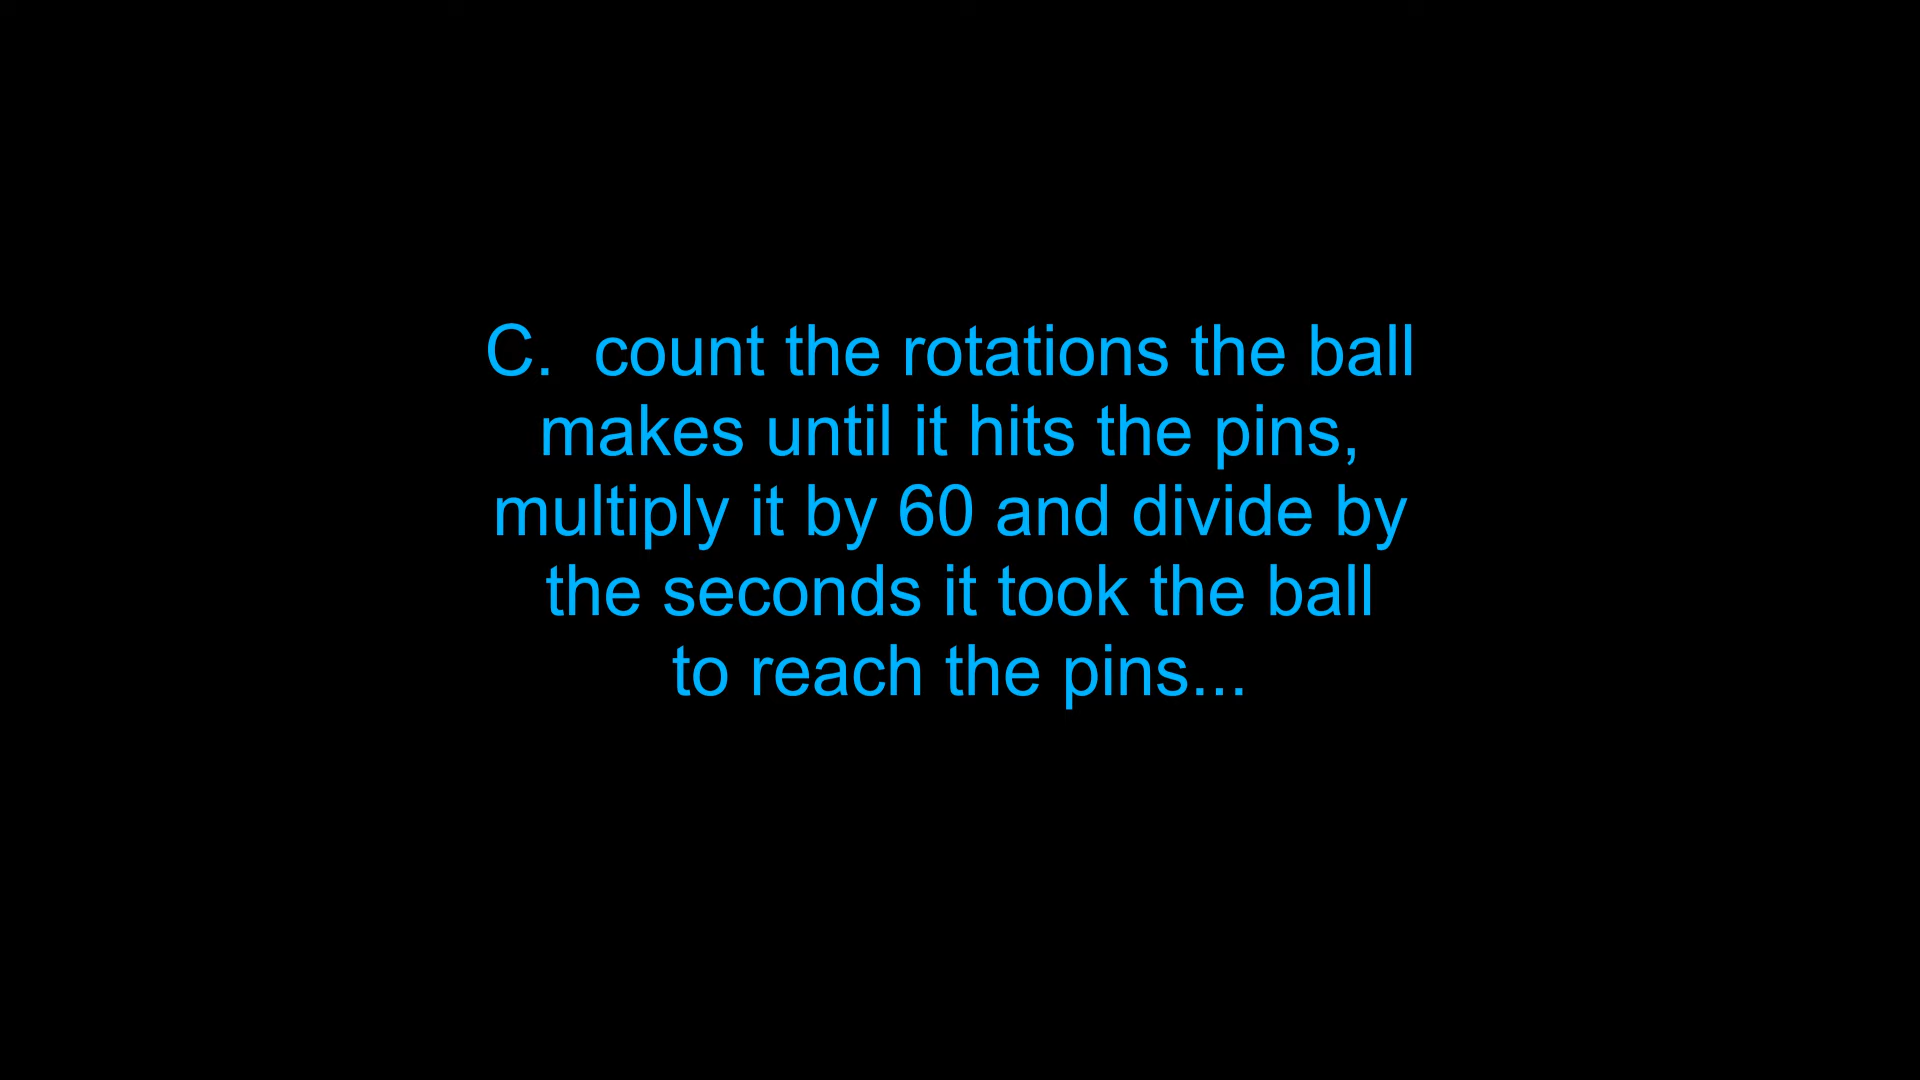 C.  count the rotations the ball
makes until it hits the pins,
multiply it by 60 and divide by
the seconds it took the ball
to reach the pins...